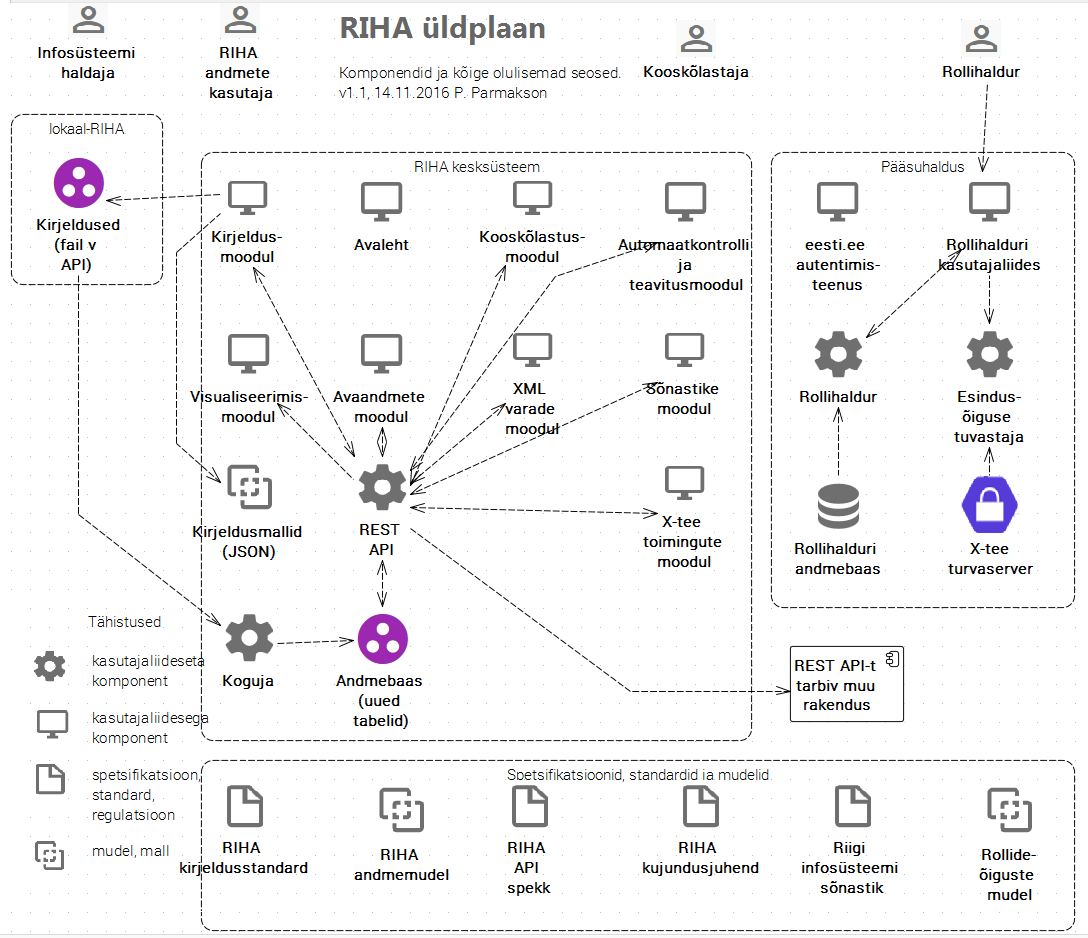 RIHA üldplaan
Komponendid ja kõige olulisemad seosed.
v1.1, 14.11.2016 P. Parmakson
Infosüsteemi
haldaja
RIHA
andmete
kasutaja
Kooskõlastaja
Rollihaldur
lokaal-RIHA
Kirjeldused
(fail v
API)
RIHA kesksüsteem
Kirjeldus-
moodul
Avaleht
Kooskõlastus-
moodul
Automaatkontrolli
ja
teavitusmoodul
Visualiseerimis-
moodul
Avaandmete
moodul
XML
varade
moodul
Sõnastike
moodul
Kirjeldusmallid
(JSON)
REST
API
X-tee
toimingute
moodul
Koguja
Andmebaas
(uued
tabelid)
Pääsuhaldus
eesti.ee
autentimis-
teenus
Rollihalduri
kasutajaliides
Rollihaldur
Esindus-
õiguse
tuvastaja
Rollihalduri
andmebaas
X-tee
turvaserver
REST API-t
tarbiv muu
rakendus
Tähistused
kasutajaliideseta
komponent
kasutajaliidesega
komponent
spetsifikatsioon,
standard,
regulatsioon
mudel, mall
Spetsifikatsioonid, standardid ja mudelid
RIHA
kirjeldusstandard
RIHA
andmemudel
RIHA
API
spekk
RIHA
kujundusjuhend
Riigi
infosüsteemi
sõnastik
Rollide-
õiguste
mudel